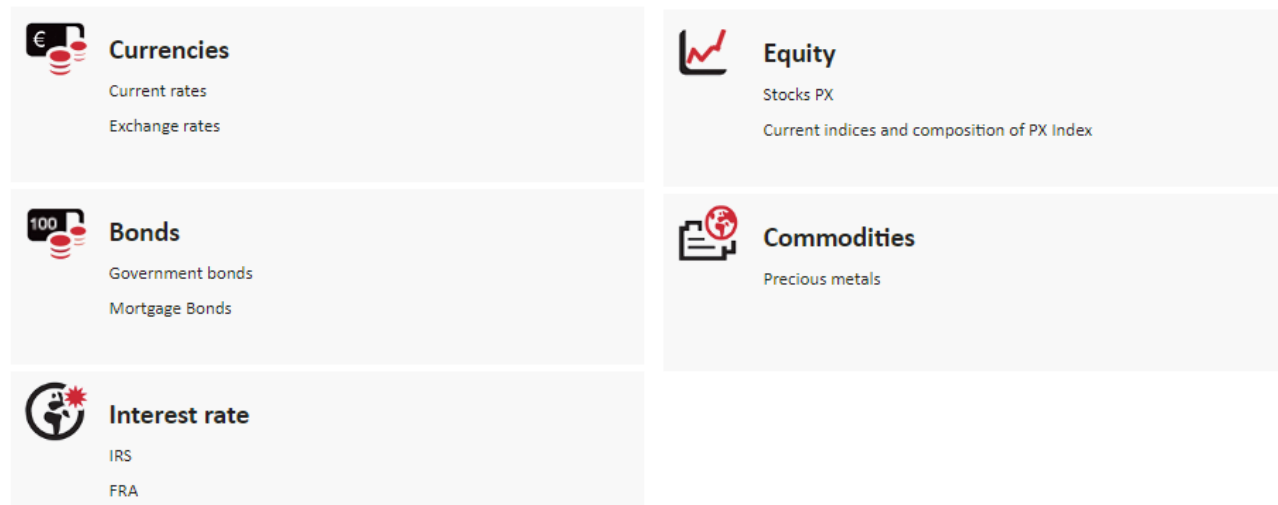 €
Currencies
Current rates
Exchange rates
100
Bonds
Government bonds
Mortgage Bonds
Interest rate
IRS
FRA
Equity
Stocks PX
Current indices and composition of PX Index
Commodities
Precious metals